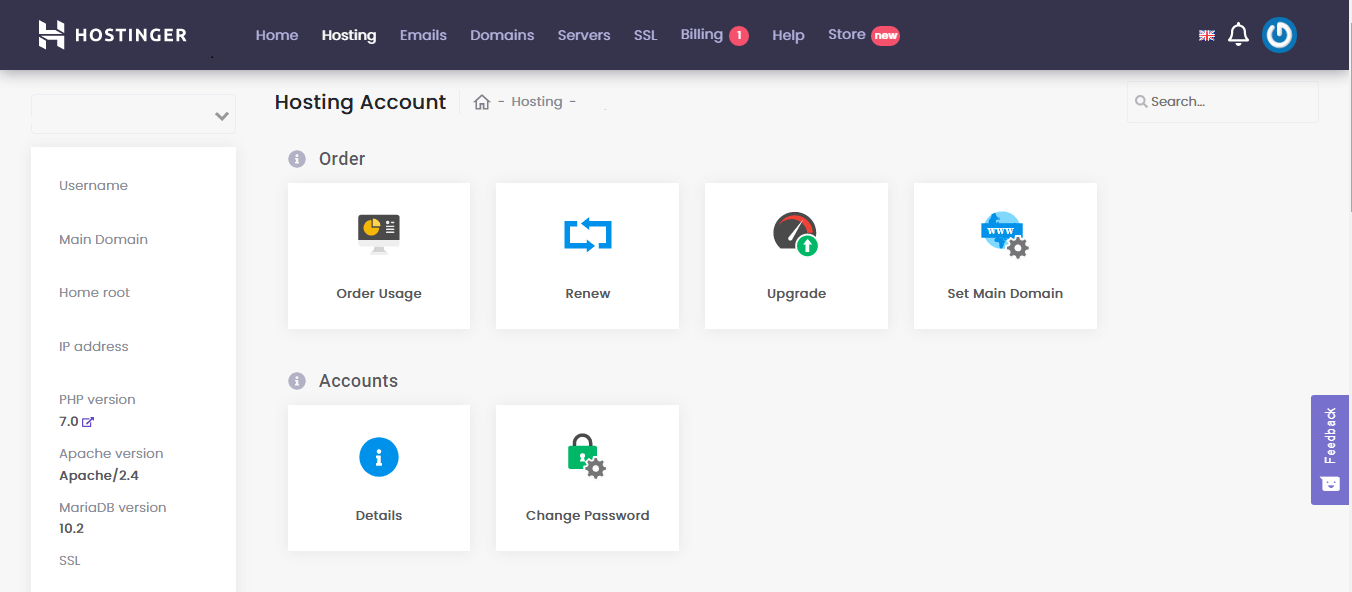 HOSTINGER
Home Hosting Emails Domains Servers SSL Billing 1 Help Store new
Hosting Account - Hosting -
Search...
Username
Main Domain
Home root
IP address
PHP version
7.0
Apache version
Apache/2.4
MariaDB version
10.2
SSL
Order
Order Usage
Renew
Upgrade
www
Set Main Domain
Accounts
Details
Change Password
Feedback